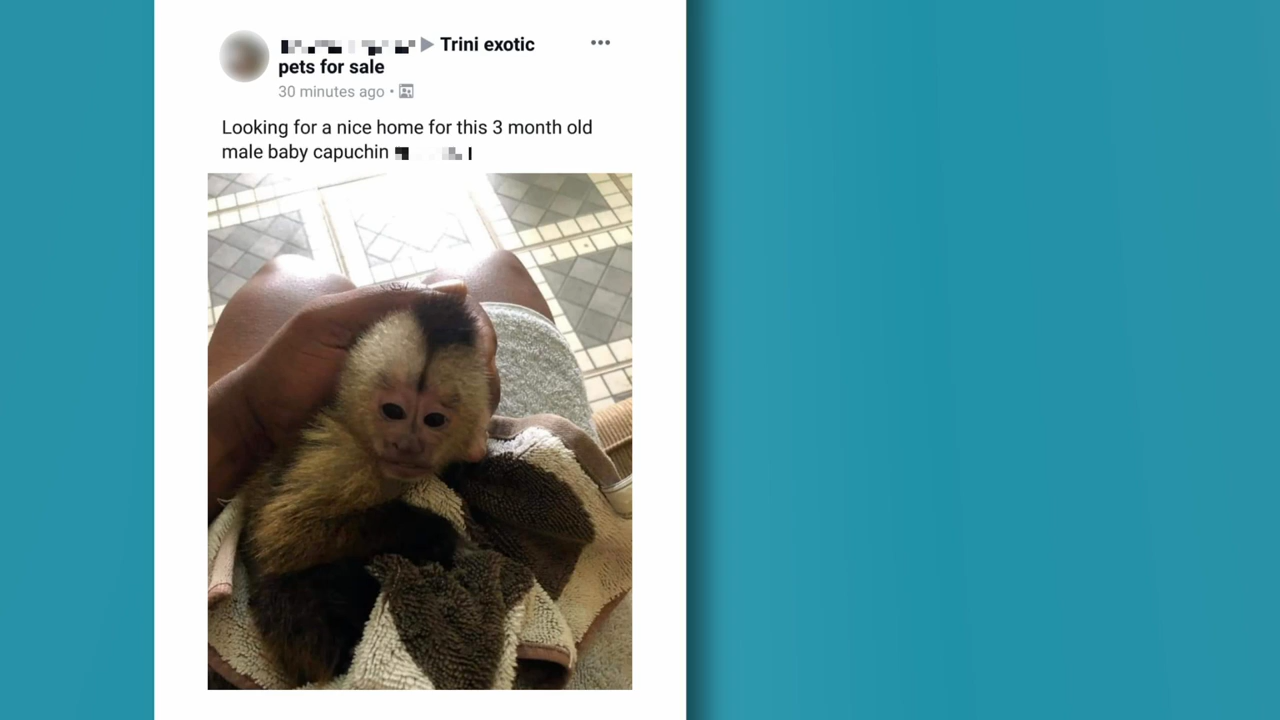 Trini exotic
pets for sale
30 minutes ago •
Looking for a nice home for this 3 month old
male baby capuchin